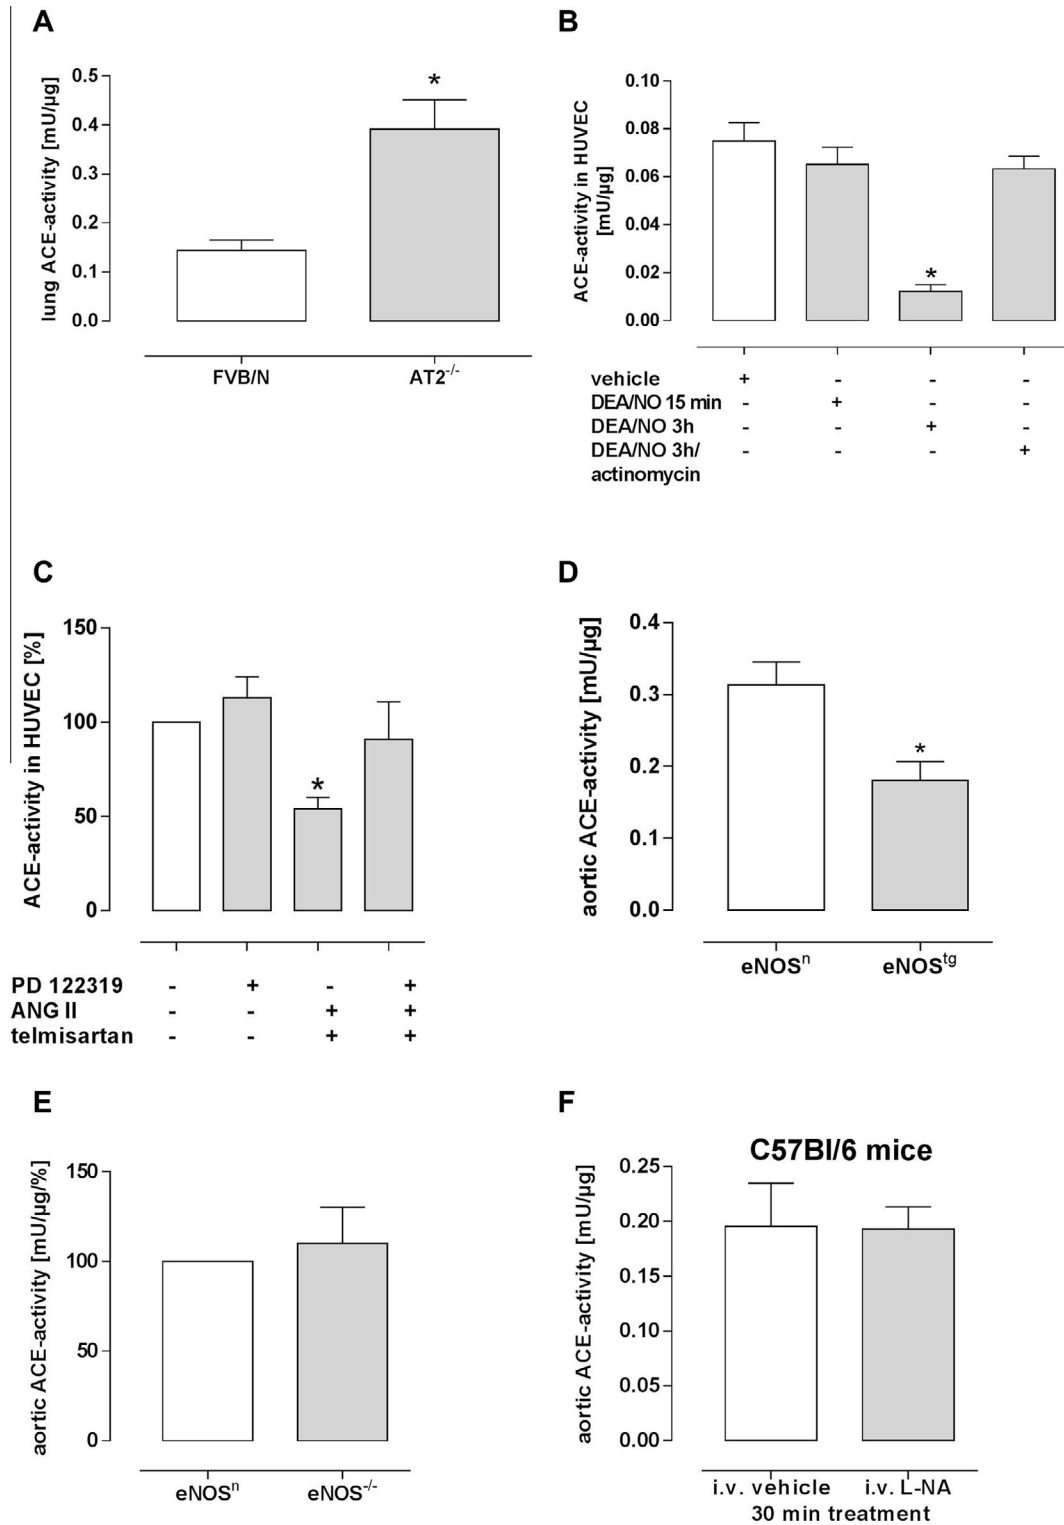 A
lung ACE-activity [mU/µg]
0.5
0.4
0.3
0.2
0.1
0.0
*
FVB/N AT2-/-
B
ACE-activity in HUVEC
[mU/µg]
0.10
0.08
0.06
0.04
0.02
0.00
*
vehicle + - - -
DEA/NO 15 min - + - -
DEA/NO 3h - - + -
DEA/NO 3h/ - - - +
actinomycin
C
ACE-activity in HUVEC [%]
150
100
50
0
*
PD 122319 - + - +
ANG II - - + +
telmisartan - - + +
D
aortic ACE-activity [mU/µg]
0.4
0.3
0.2
0.1
0.0
*
eNOSn eNOStg
E
aortic ACE-activity [mU/µg/%]
150
100
50
0
eNOSn eNOS-/-
F
C57Bl/6 mice
aortic ACE-activity [mU/µg]
0.25
0.20
0.15
0.10
0.05
0.00
i.v. vehicle i.v. L-NA
30 min treatment